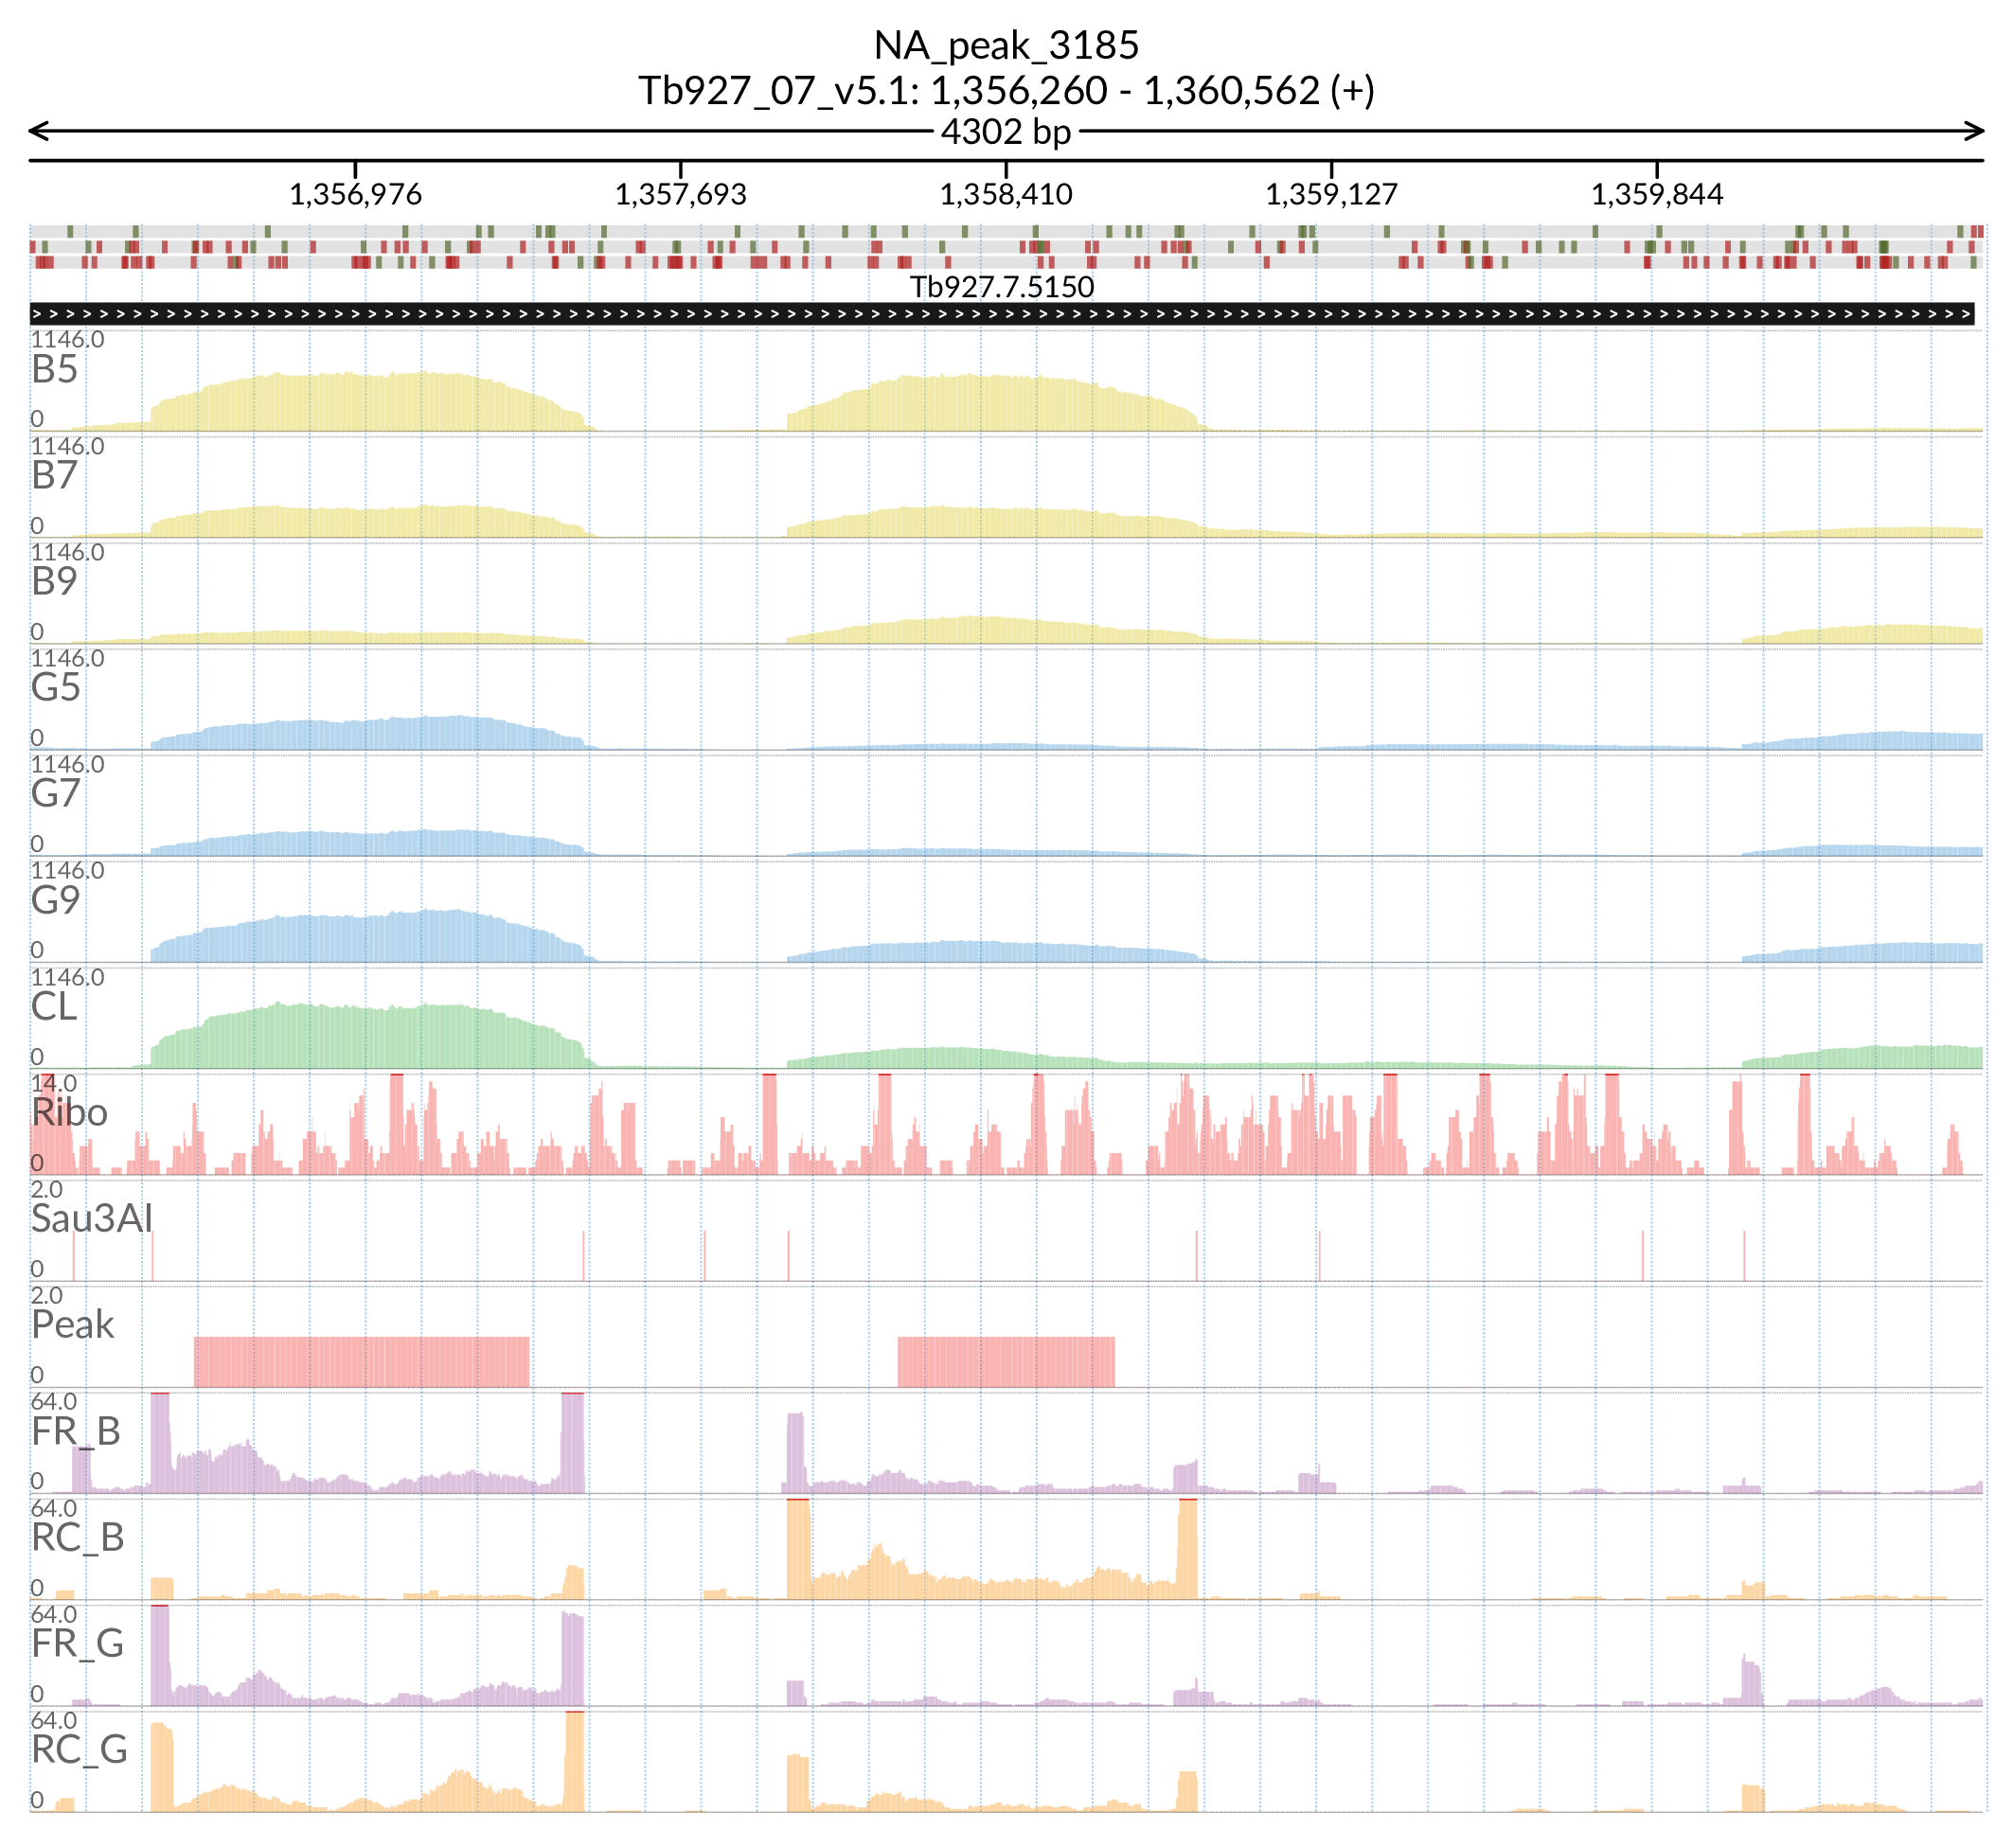 NA_peak_3185
Tb927_07_v5.1: 1,356,260 - 1,360,562 (+)
4302 bp
1,356,976 1,357,693 1,358,410 1,359,127 1,359,844
Tb927.7.5150
1146.0
B5
0
1146.0
B7
0
1146.0
B9
0
1146.0
G5
0
1146.0
G7
0
1146.0
G9
0
1146.0
CL
0
14.0
Ribo
0
2.0
Sau3AI
0
2.0
Peak
0
64.0
FR_B
0
64.0
RC_B
0
64.0
FR_G
0
64.0
RC_G
0